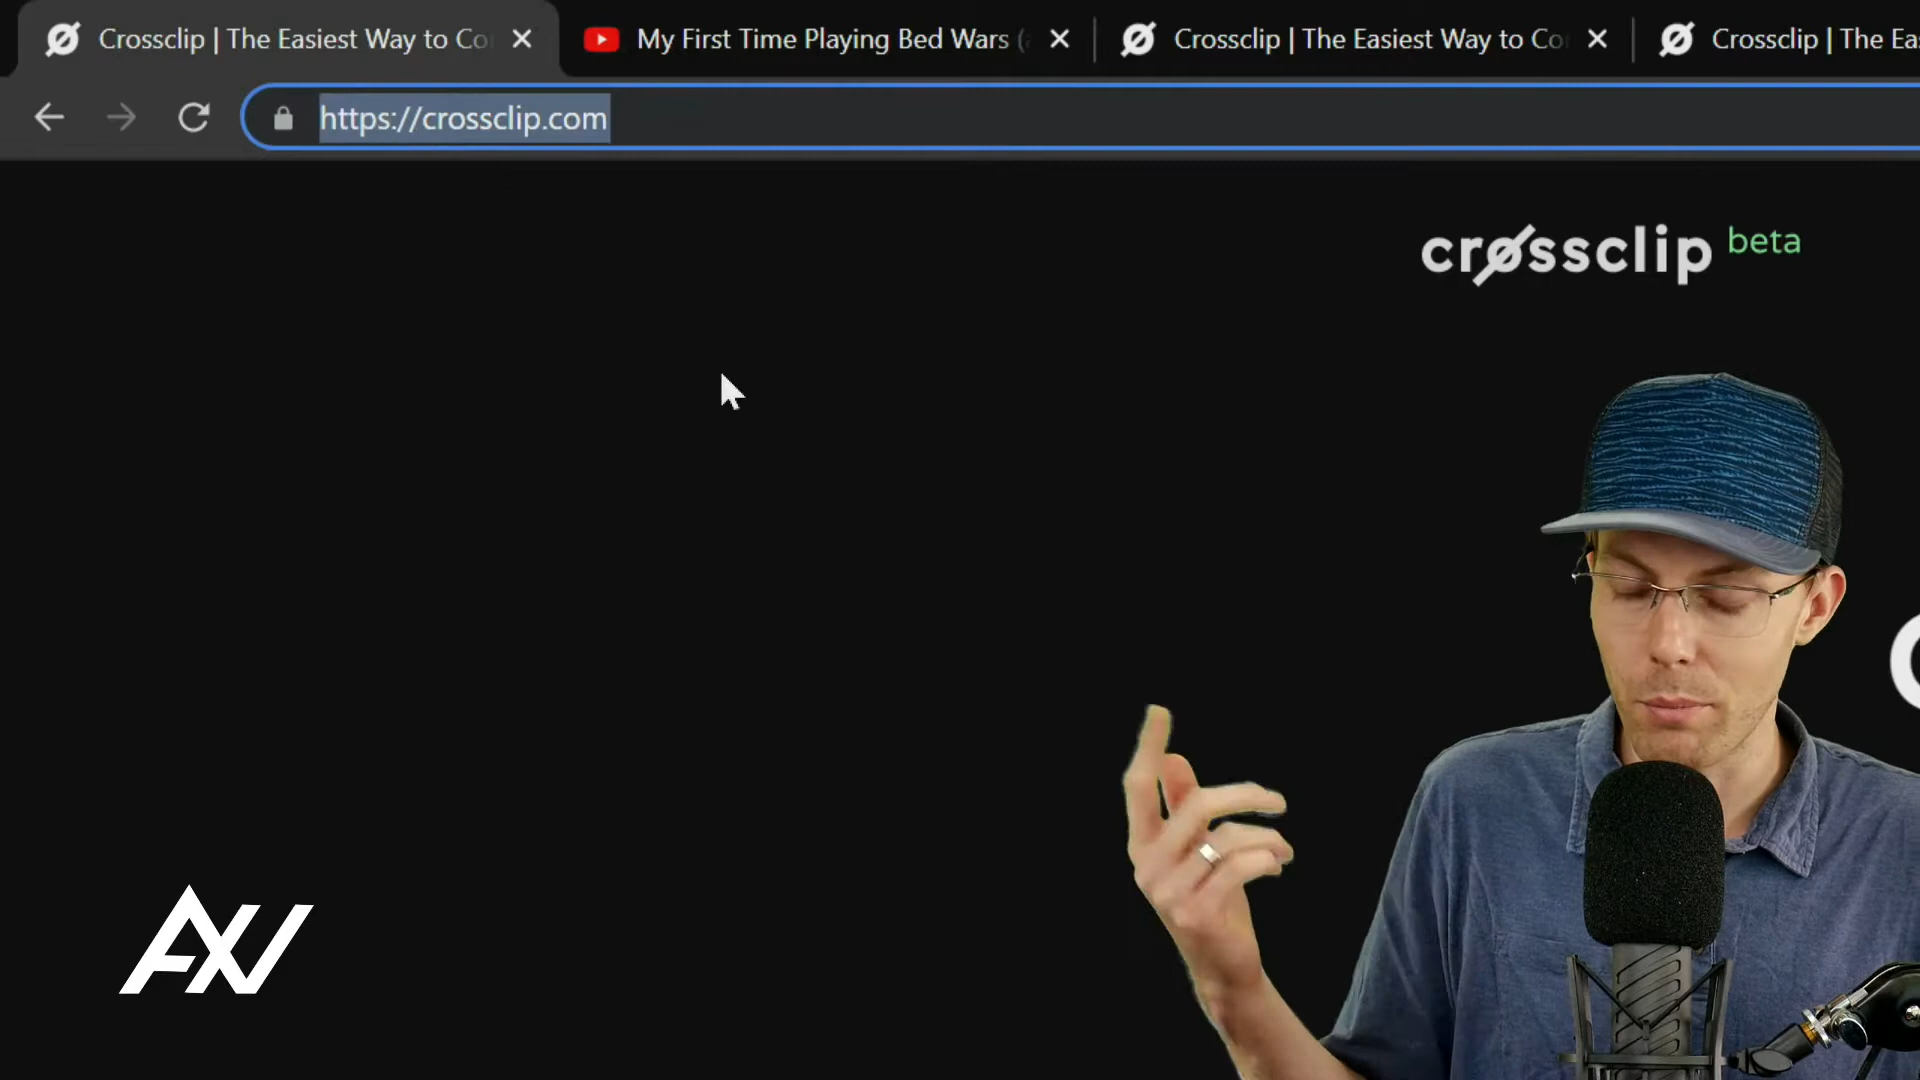 Crossclip | The Easiest Way to Co
My First Time Playing Bed Wars (
Crossclip | The Easiest Way to Co
Crossclip | The Ea
https://crossclip.com
crøssclip beta